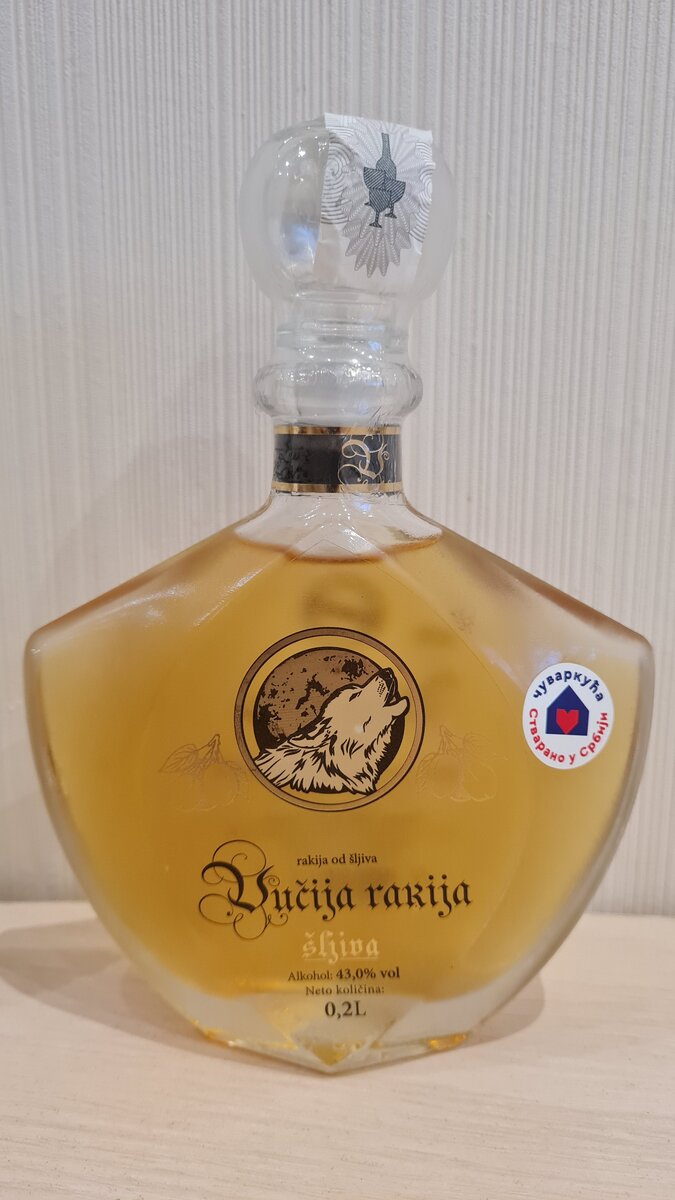 чуваркућа
Стварано у Србији
rakija od šljiva
Vučija rakija
šljiva
Alkohol: 43,0% vol
Neto količina:
0,2L